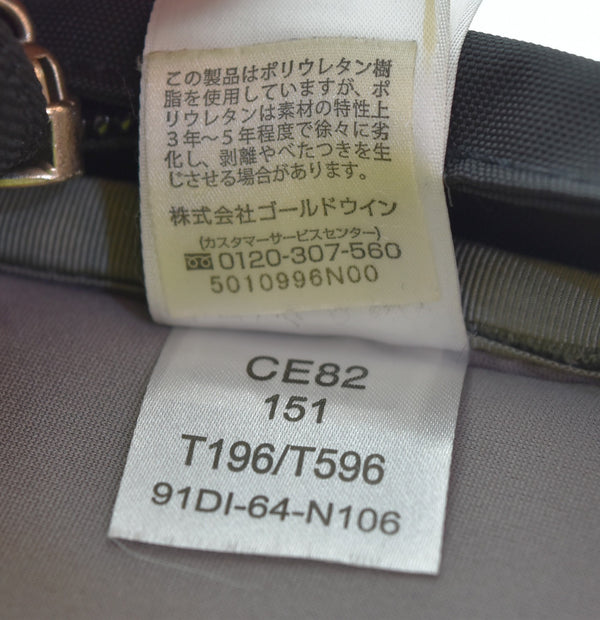 この製品はポリウレタン樹
脂を使用していますが、ポ
リウレタンは素材の特性上
3年〜5年程度で徐々に劣
化し、剥離やべたつきを生
じさせる場合があります。
株式会社ゴールドウイン
(カスタマーサービスセンター)
0120-307-560
5010996N00
CE82
151
T196/T596
91DI-64-N106